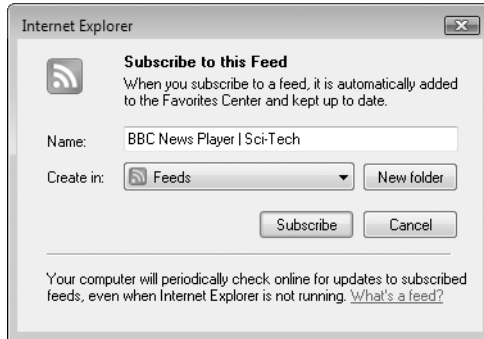 Internet Explorer
Subscribe to this Feed
When you subscribe to a feed, it is automatically added
to the Favorites Center and kept up to date.
Name: BBC News Player | Sci-Tech
Create in: Feeds New folder
Subscribe Cancel
Your computer will periodically check online for updates to subscribed
feeds, even when Internet Explorer is not running. What's a feed?